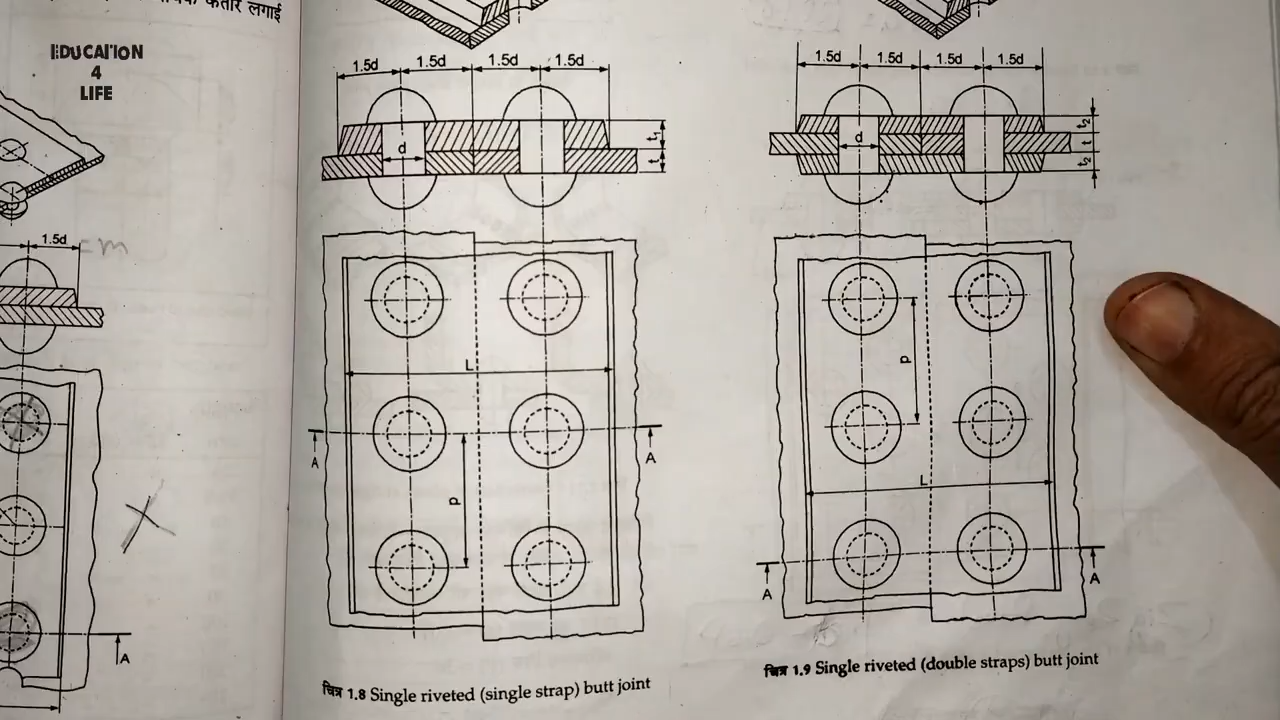 कतार लगाई
EDUCATION
4
LIFE
1.5d 1.5d 1.5d 1.5d
d
t₁
t
1.5d
L
A A
p
A
चित्र 1.8 Single riveted (single strap) butt joint
1.5d 1.5d 1.5d 1.5d
d
t₂
t
t₂
p
L
A A
चित्र 1.9 Single riveted (double straps) butt joint